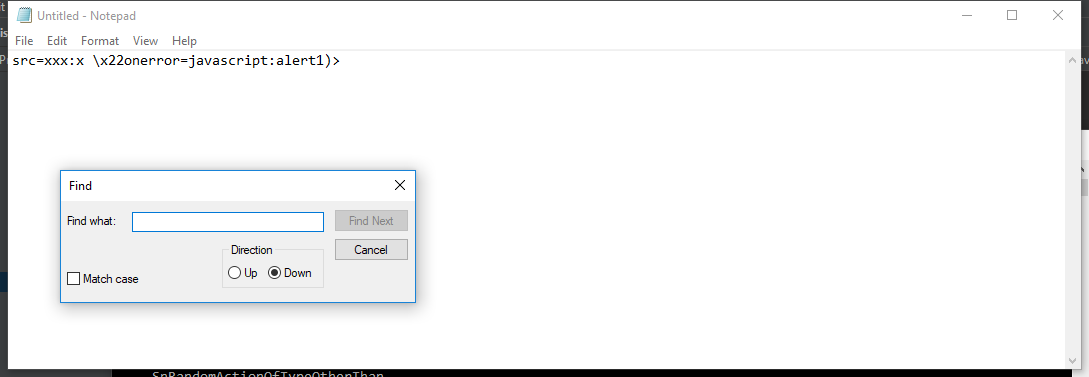 Untitled - Notepad
File Edit Format View Help
src=xxx:x \x22onerror=javascript:alert1)>
Find
Find what:
Find Next
Direction
Cancel
Up Down
Match case